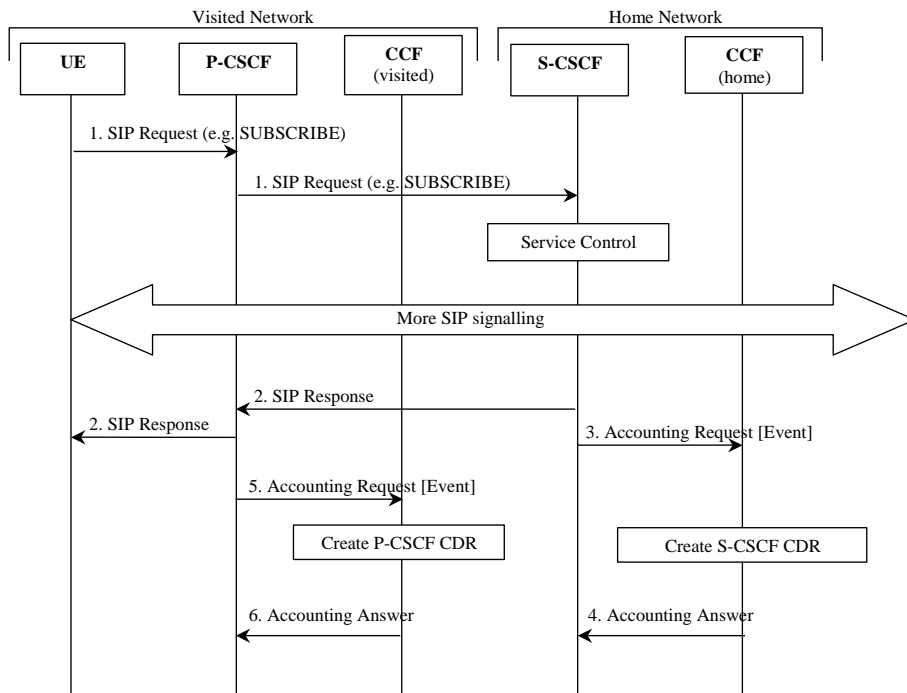 Visited Network
Home Network
UE
P-CSCF
CCF
(visited)
S-CSCF
CCF
(home)
1. SIP Request (e.g. SUBSCRIBE)
1. SIP Request (e.g. SUBSCRIBE)
Service Control
More SIP signalling
2. SIP Response
2. SIP Response
3. Accounting Request [Event]
5. Accounting Request [Event]
Create P-CSCF CDR
Create S-CSCF CDR
6. Accounting Answer
4. Accounting Answer